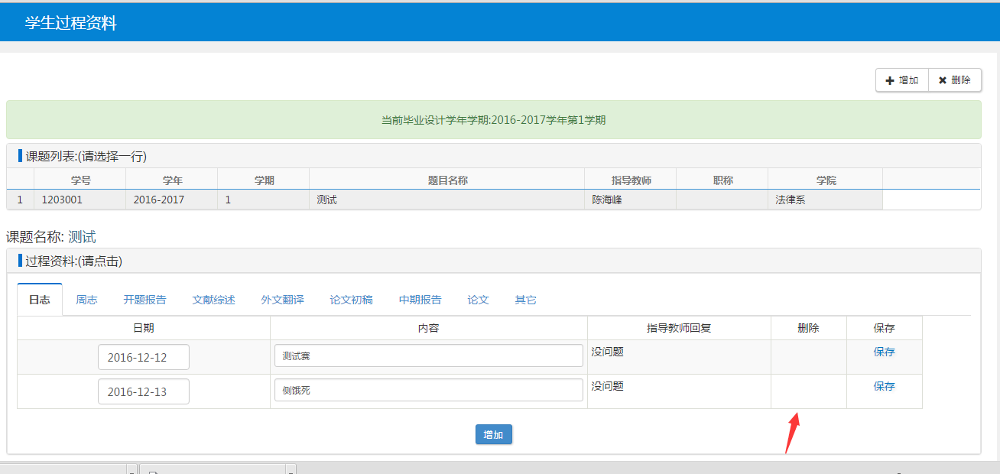 学生过程资料
增加 删除
当前毕业设计学年学期:2016-2017学年第1学期
课题列表:(请选择一行)
学号 学年 学期 题目名称 指导教师 职称 学院
1 1203001 2016-2017 1 测试 陈海峰 法律系
课题名称: 测试
过程资料:(请点击)
日志 周志 开题报告 文献综述 外文翻译 论文初稿 中期报告 论文 其它
日期 内容 指导教师回复 删除 保存
2016-12-12 测试赛 没问题 保存
2016-12-13 侧饿死 没问题 保存
增加